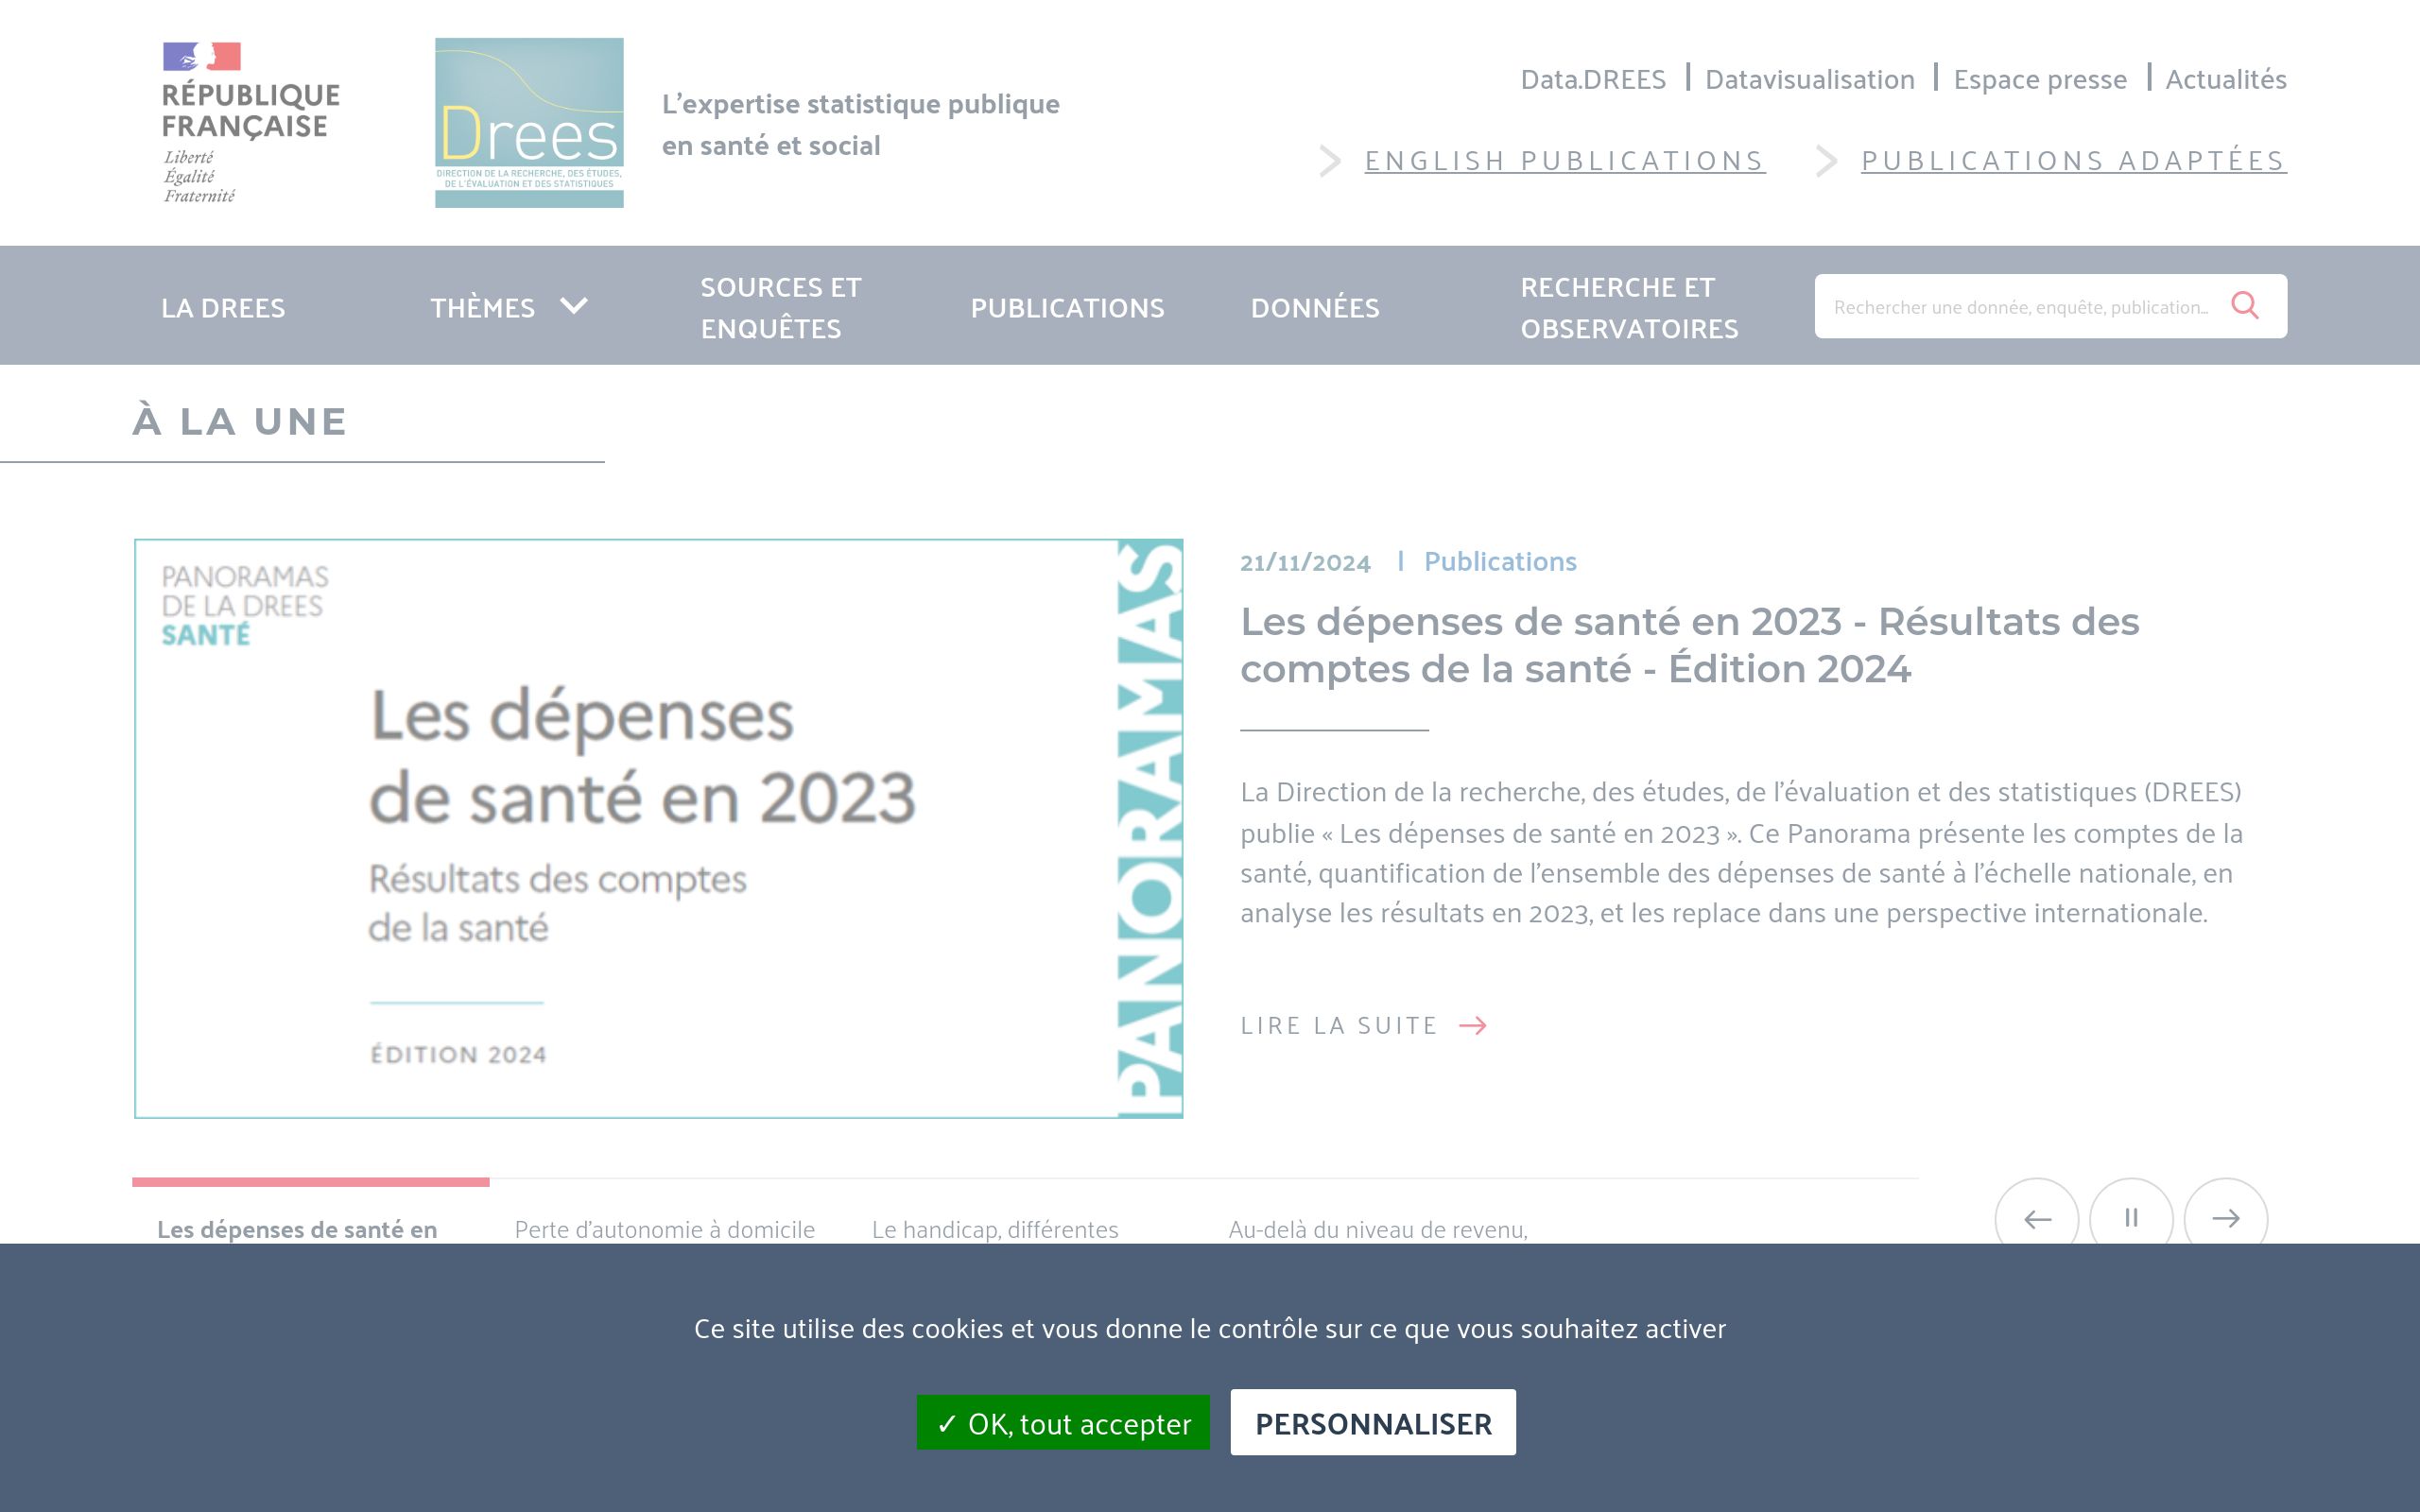 RÉPUBLIQUE
FRANÇAISE
Liberté
Égalité
Fraternité
Drees
DIRECTION DE LA RECHERCHE, DES ÉTUDES,
DE L'ÉVALUATION ET DES STATISTIQUES
L'expertise statistique publique
en santé et social
Data.DREES | Datavisualisation | Espace presse | Actualités
ENGLISH PUBLICATIONS
PUBLICATIONS ADAPTÉES
LA DREES
THÈMES
SOURCES ET
ENQUÊTES
PUBLICATIONS
DONNÉES
RECHERCHE ET
OBSERVATOIRES
Rechercher une donnée, enquête, publication...
À LA UNE
PANORAMAS
DE LA DREES
SANTÉ
Les dépenses
de santé en 2023
Résultats des comptes
de la santé
ÉDITION 2024
PANORAMAS
21/11/2024 | Publications
Les dépenses de santé en 2023 - Résultats des
comptes de la santé - Édition 2024
La Direction de la recherche, des études, de l'évaluation et des statistiques (DREES)
publie « Les dépenses de santé en 2023 ». Ce Panorama présente les comptes de la
santé, quantification de l'ensemble des dépenses de santé à l'échelle nationale, en
analyse les résultats en 2023, et les replace dans une perspective internationale.
LIRE LA SUITE
Les dépenses de santé en
Perte d'autonomie à domicile
Le handicap, différentes
Au-delà du niveau de revenu,
Ce site utilise des cookies et vous donne le contrôle sur ce que vous souhaitez activer
✓ OK, tout accepter
PERSONNALISER